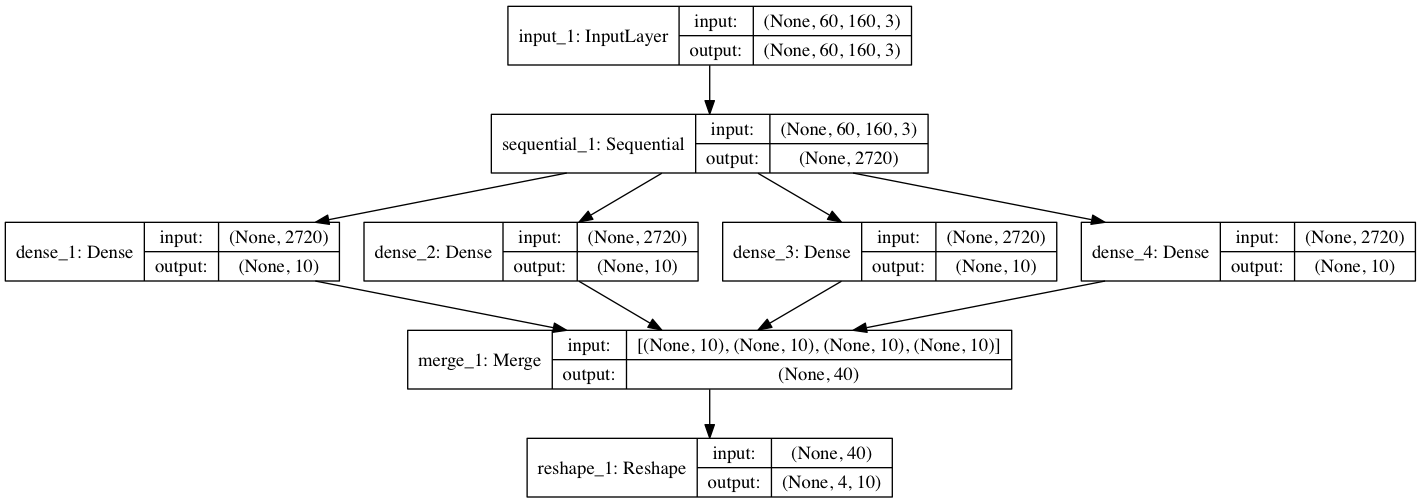 input_1: InputLayer
input: (None, 60, 160, 3)
output: (None, 60, 160, 3)
sequential_1: Sequential
input: (None, 60, 160, 3)
output: (None, 2720)
dense_1: Dense
input: (None, 2720)
output: (None, 10)
dense_2: Dense
input: (None, 2720)
output: (None, 10)
dense_3: Dense
input: (None, 2720)
output: (None, 10)
dense_4: Dense
input: (None, 2720)
output: (None, 10)
merge_1: Merge
input: [(None, 10), (None, 10), (None, 10), (None, 10)]
output: (None, 40)
reshape_1: Reshape
input: (None, 40)
output: (None, 4, 10)